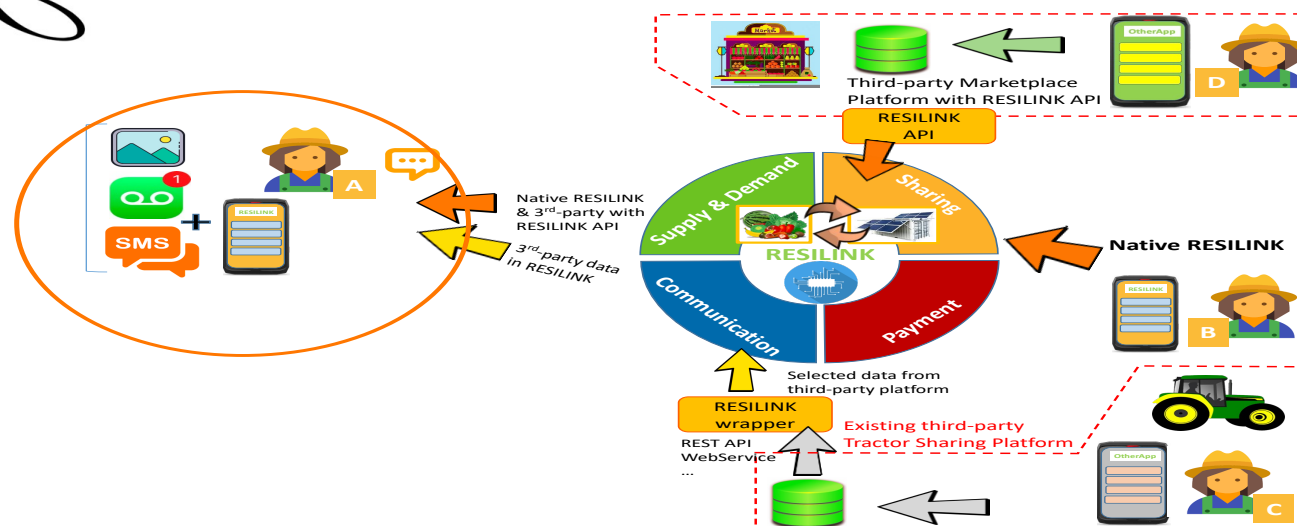 Market
OtherApp
D
Third-party Marketplace
Platform with RESILINK API
RESILINK
API
1
A
SMS
RESILINK
Native RESILINK
& 3rd-party with
RESILINK API
3rd-party data
in RESILINK
Supply & Demand
Sharing
RESILINK
Communication
Payment
Native RESILINK
RESILINK
B
Selected data from
third-party platform
RESILINK
wrapper
REST API
WebService
...
Existing third-party
Tractor Sharing Platform
OtherApp
C